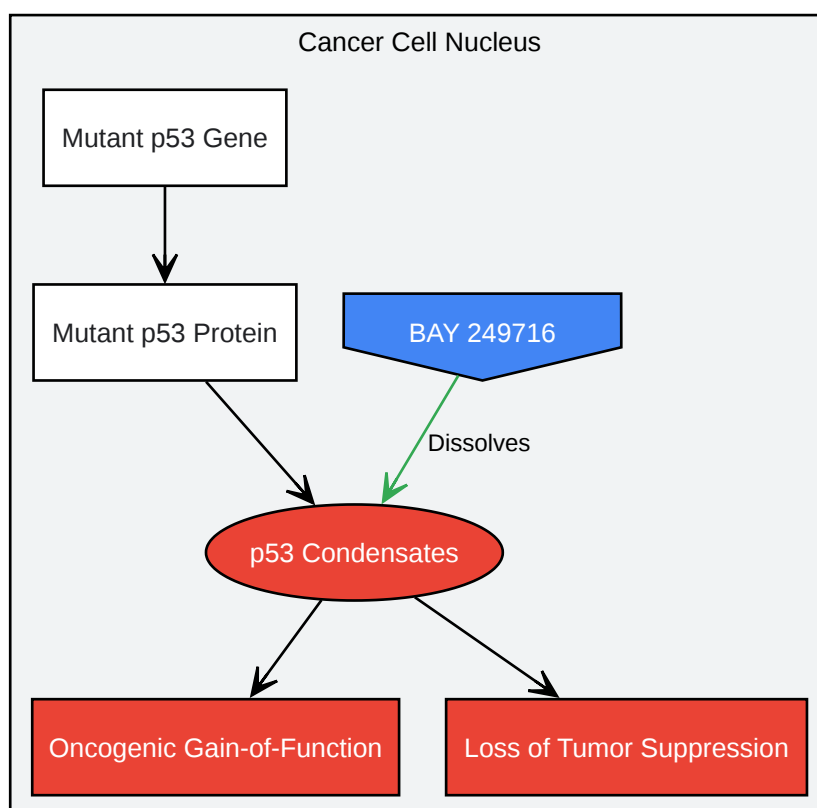 Cancer Cell Nucleus
Mutant p53 Gene
Mutant p53 Protein
BAY 249716
Dissolves
p53 Condensates
Oncogenic Gain-of-Function
Loss of Tumor Suppression